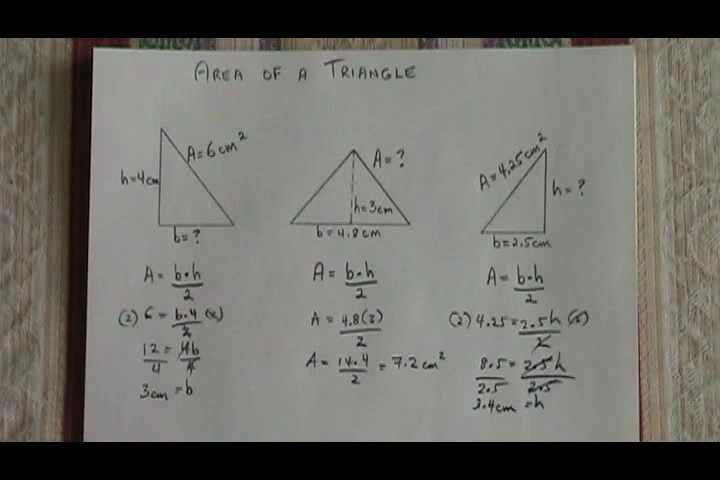 AREA OF A TRIANGLE
A=6cm²
h=4cm
b=?
A = b•h/2
(2) 6 = b•4/2 (2)
12/4 = 4b/4
3cm = b
A=?
h=3cm
b=4.8cm
A = b•h/2
A = 4.8(3)/2
A = 14.4/2 = 7.2cm²
A=4.25cm²
h=?
b=2.5cm
A = b•h/2
(2) 4.25 = 2.5h/2 (2)
8.5/2.5 = 2.5h/2.5
3.4cm = h